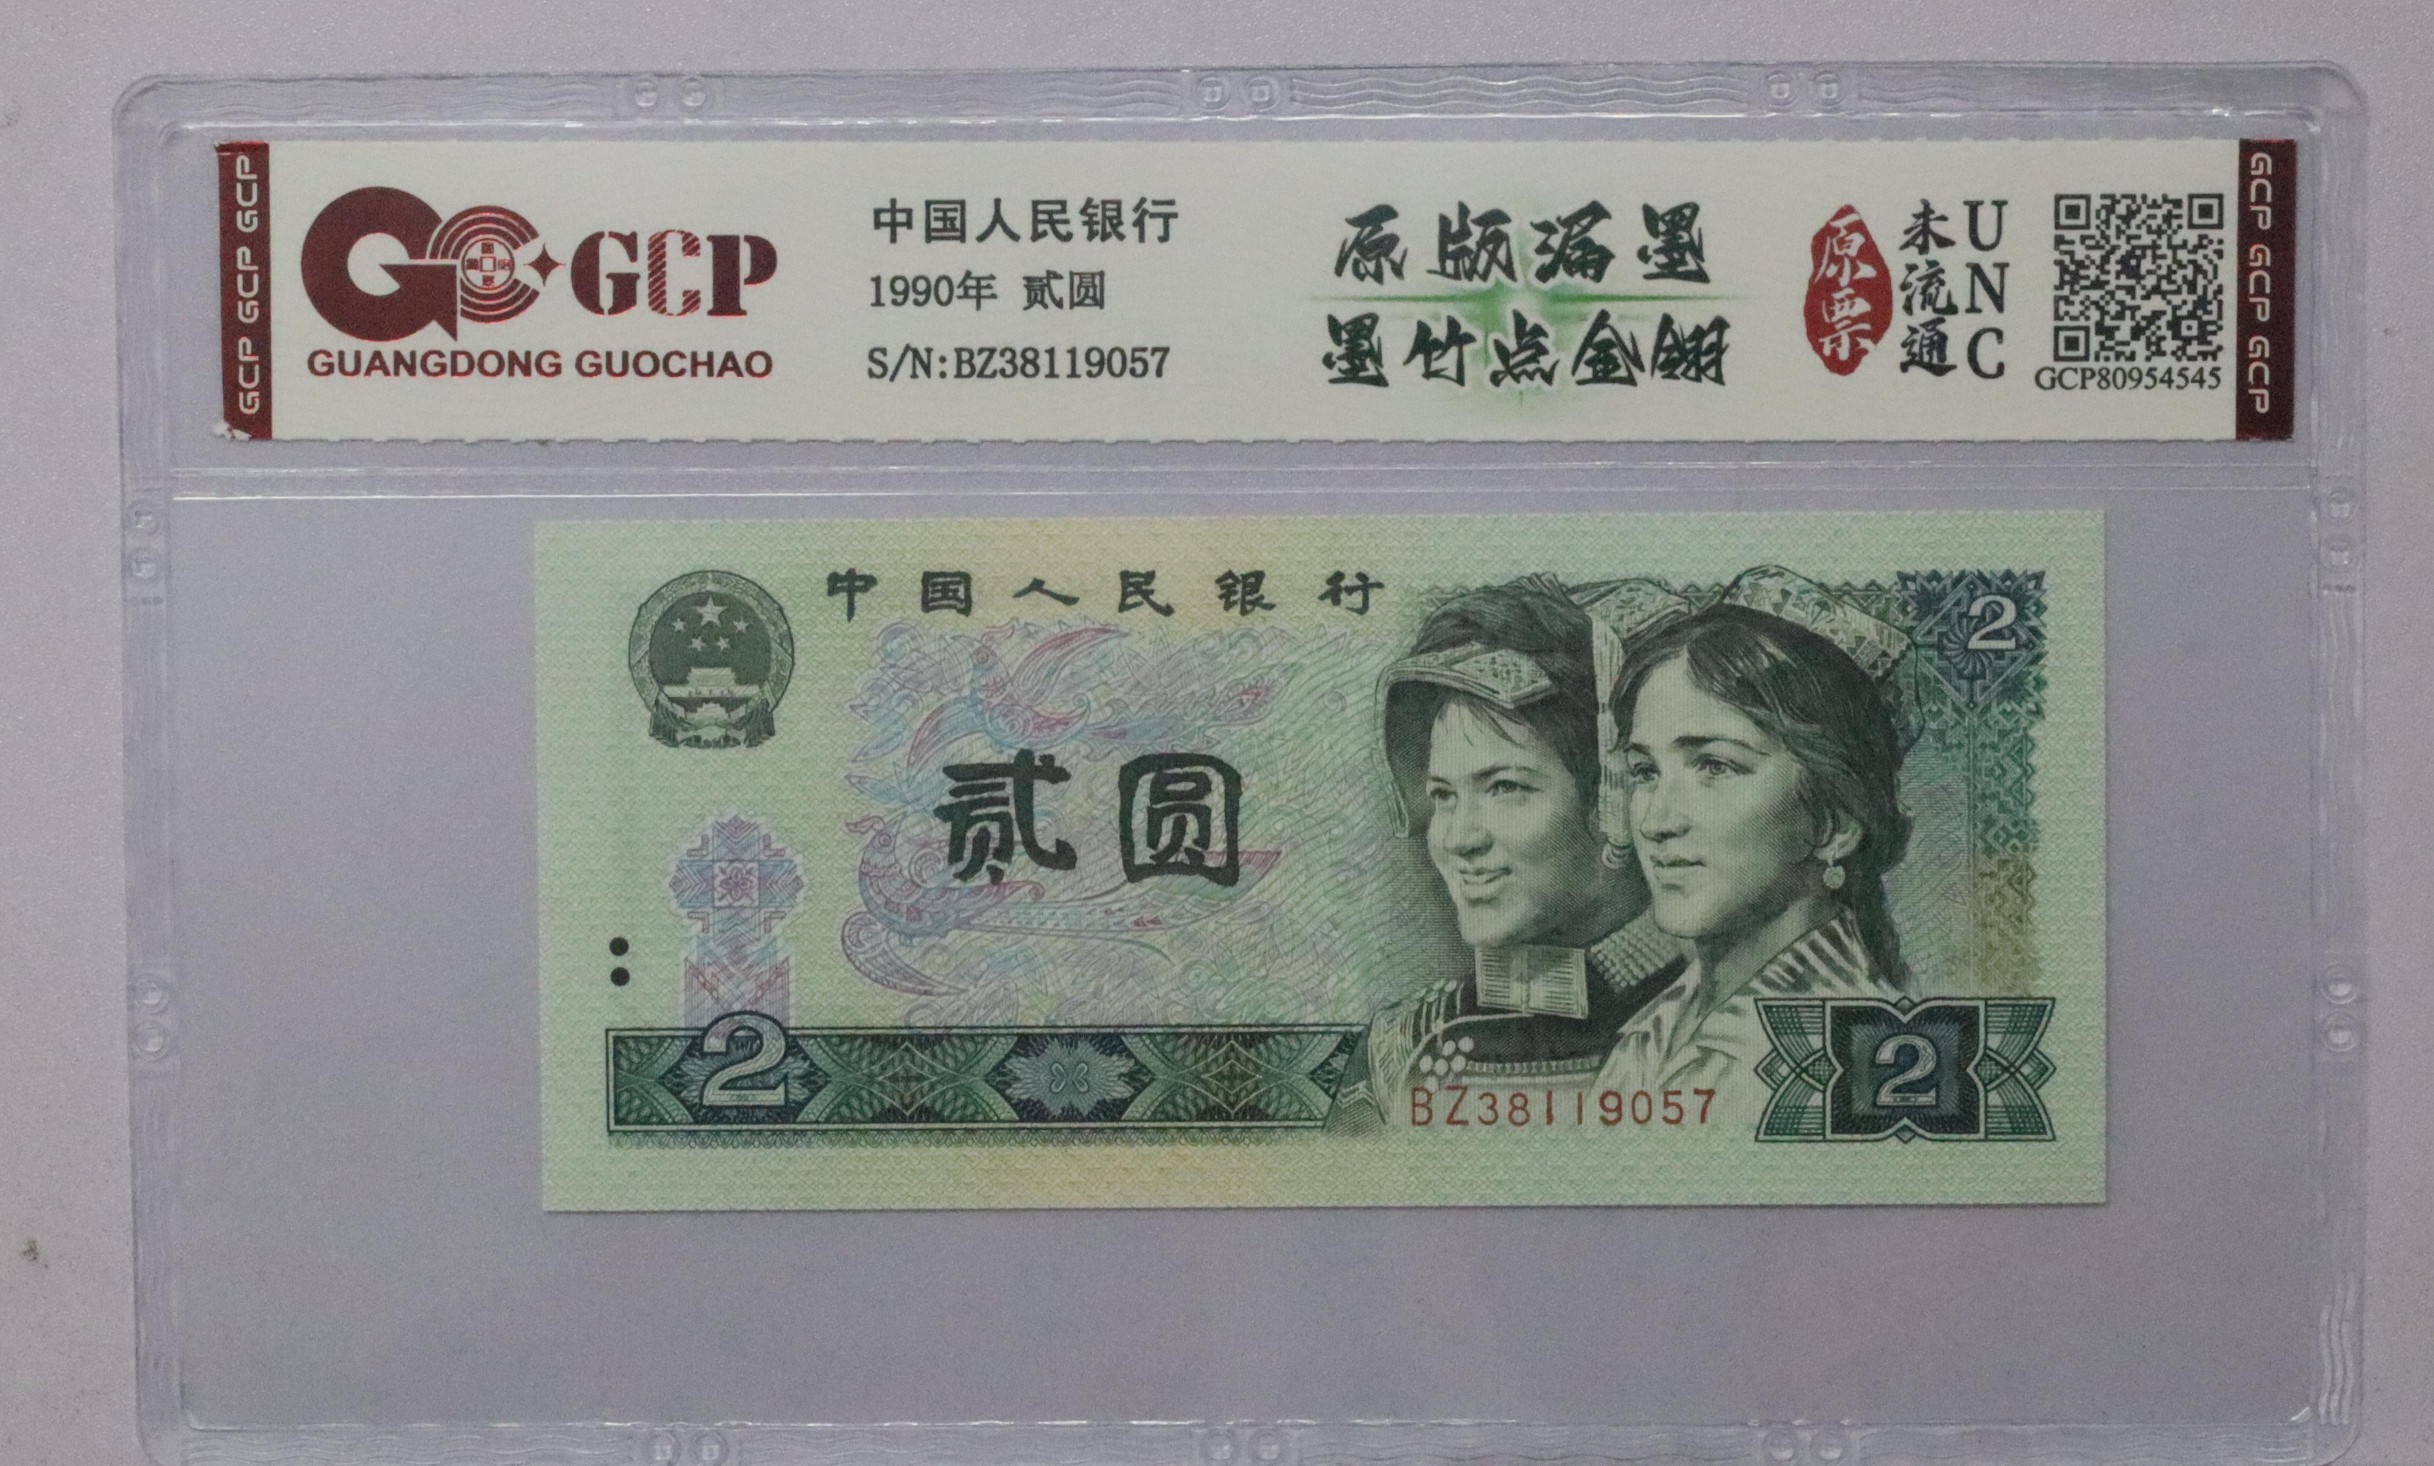 GCP GCP GCP
GCP
GUANGDONG GUOCHAO
中国人民银行
1990年 贰圆
S/N:BZ38119057
原版漏墨
墨竹点金翎
原票
未流通
UNC
GCP80954545
GCP GCP GCP
中国人民银行
2
贰圆
2
2
BZ38119057